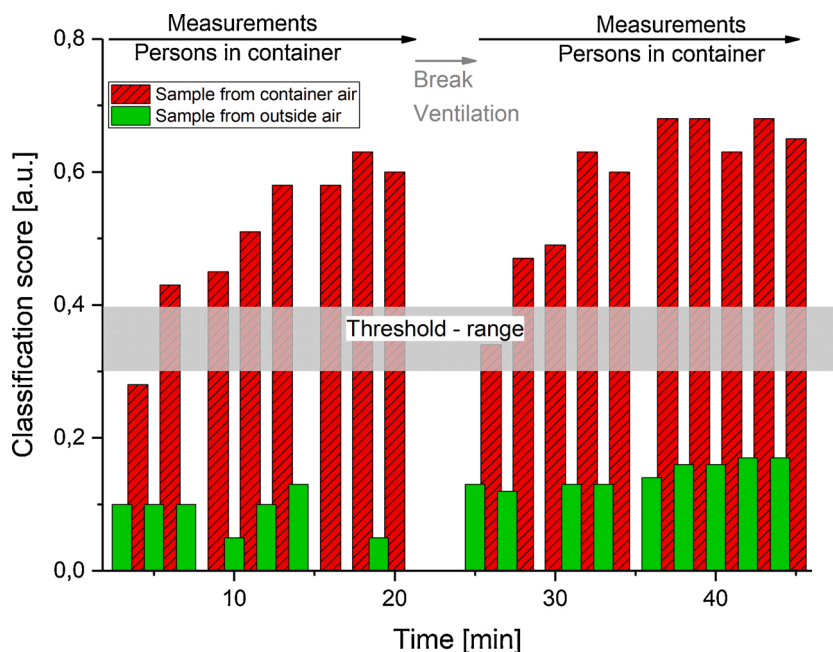 Measurements
Persons in container
Measurements
Persons in container
Break
Ventilation
Sample from container air
Sample from outside air
Threshold - range
Classification score [a.u.]
0,8
0,6
0,4
0,2
0,0
10
20
30
40
Time [min]